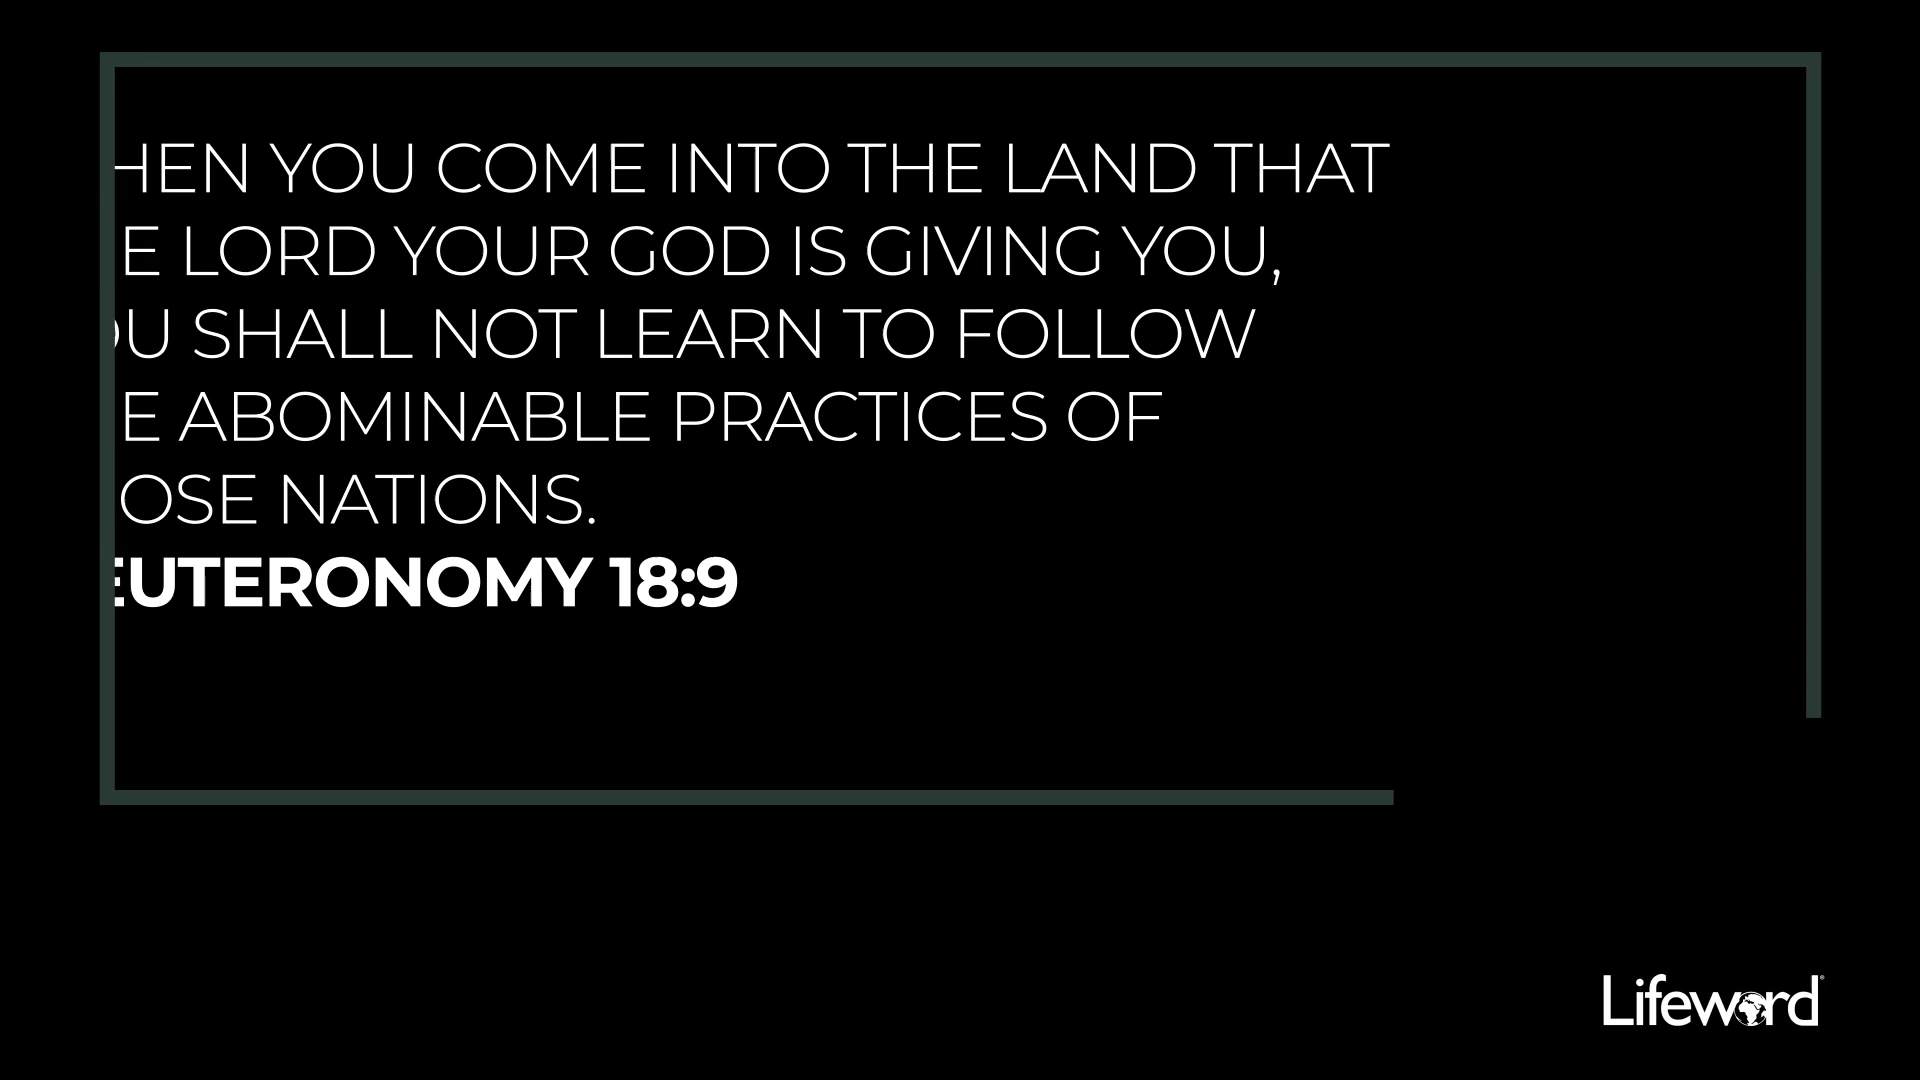 HEN YOU COME INTO THE LAND THAT
E LORD YOUR GOD IS GIVING YOU,
OU SHALL NOT LEARN TO FOLLOW
E ABOMINABLE PRACTICES OF
OSE NATIONS.
EUTERONOMY 18:9
Lifeword